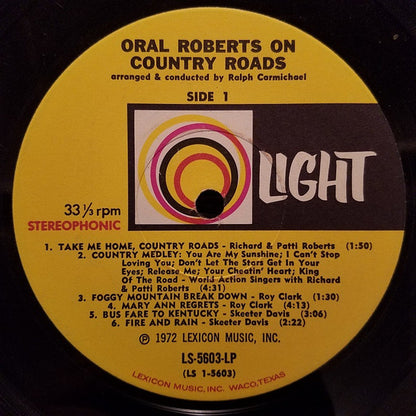 ORAL ROBERTS ON
COUNTRY ROADS
arranged & conducted by Ralph Carmichael
SIDE 1
LIGHT
33 1/3 rpm
STEREOPHONIC
1. TAKE ME HOME, COUNTRY ROADS - Richard & Patti Roberts (1:50)
2. COUNTRY MEDLEY: You Are My Sunshine; I Can't Stop
Loving You; Don't Let The Stars Get In Your
Eyes; Release Me; Your Cheatin' Heart; King
Of The Road - World Action Singers with Richard
& Patti Roberts (4:31)
3. FOGGY MOUNTAIN BREAK DOWN - Roy Clark (1:30)
4. MARY ANN REGRETS - Roy Clark (4:13)
5. BUS FARE TO KENTUCKY - Skeeter Davis (3:06)
6. FIRE AND RAIN - Skeeter Davis (2:22)
℗ 1972 LEXICON MUSIC, INC.
LS-5603-LP
(LS 1-5603)
LEXICON MUSIC, INC. WACO, TEXAS